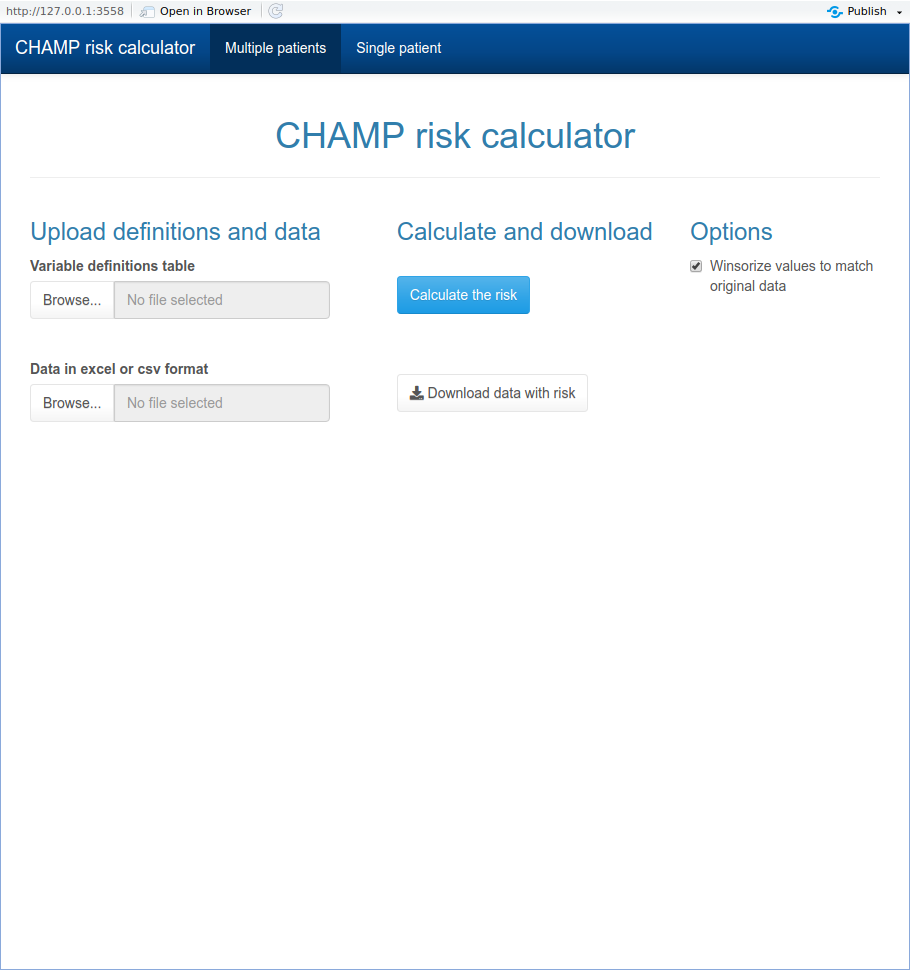 http://127.0.0.1:3558 Open in Browser Publish
CHAMP risk calculator Multiple patients Single patient
CHAMP risk calculator
Upload definitions and data
Variable definitions table
Browse... No file selected
Data in excel or csv format
Browse... No file selected
Calculate and download
Calculate the risk
Download data with risk
Options
Winsorize values to match
original data